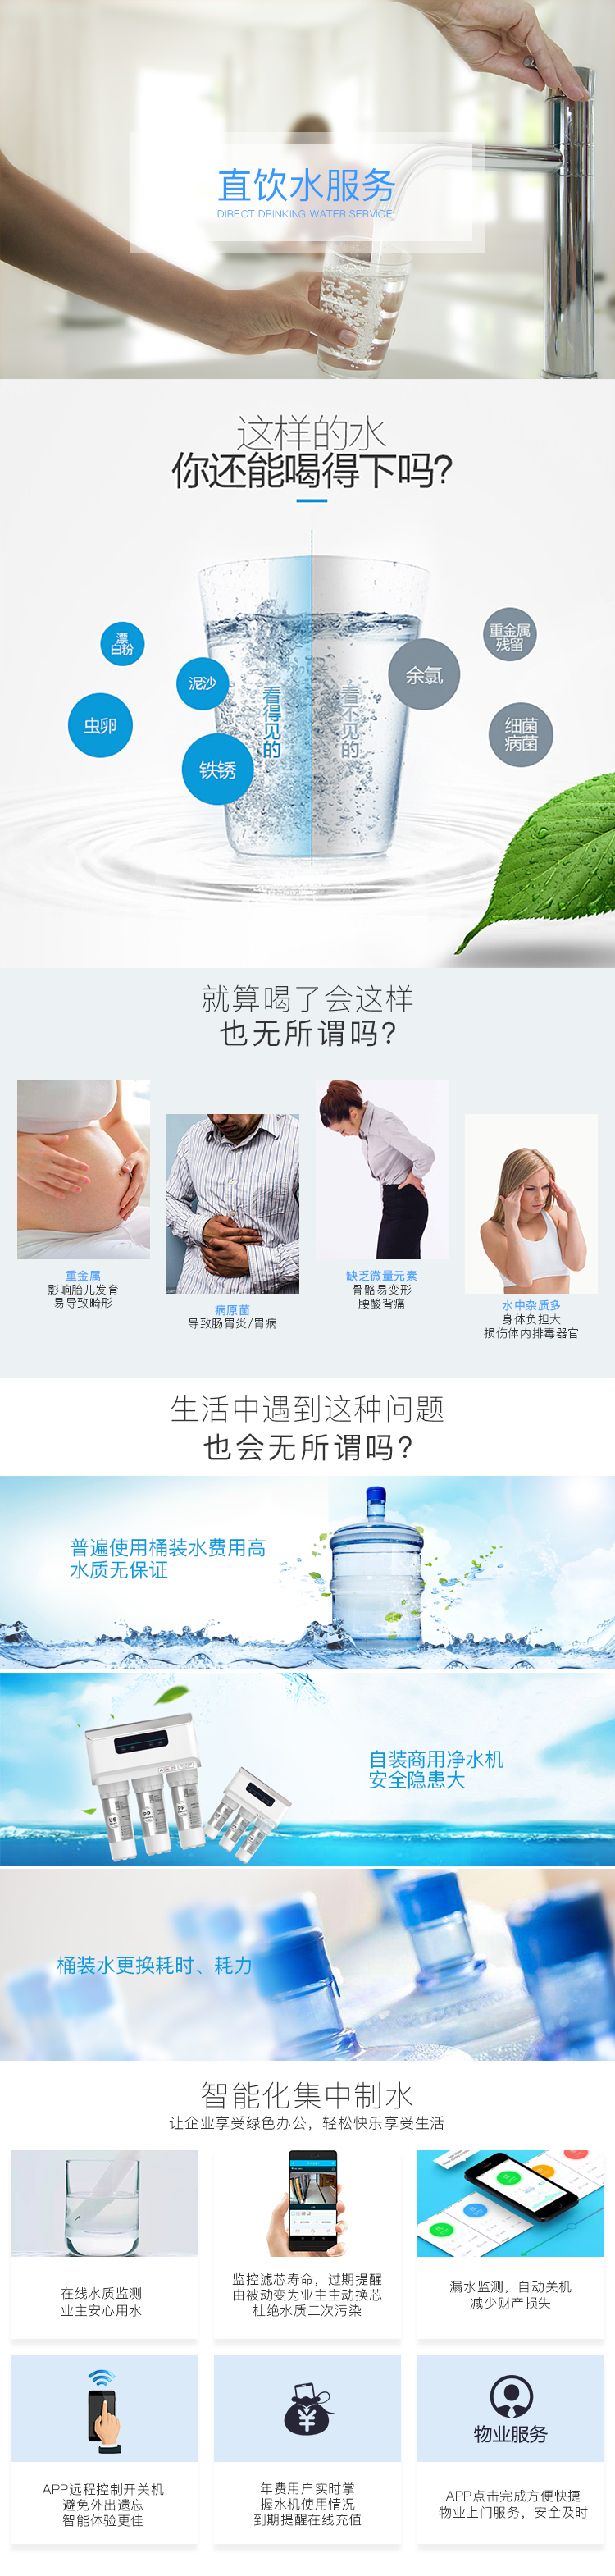 直饮水服务
DIRECT DRINKING WATER SERVICE
这样的水
你还能喝得下吗?
漂
白粉
泥沙
虫卵
铁锈
看得见的
看不见的
余氯
重金属
残留
细菌
病菌
就算喝了会这样
也无所谓吗?
重金属
影响胎儿发育
易导致畸形
病原菌
导致肠胃炎/胃病
缺乏微量元素
骨骼易变形
腰酸背痛
水中杂质多
身体负担大
损伤体内排毒器官
生活中遇到这种问题
也会无所谓吗?
普遍使用桶装水费用高
水质无保证
PP
PP
自装商用净水机
安全隐患大
桶装水更换耗时、耗力
智能化集中制水
让企业享受绿色办公，轻松快乐享受生活
在线水质监测
业主安心用水
监控滤芯寿命，过期提醒
由被动变为业主主动换芯
杜绝水质二次污染
漏水监测，自动关机
减少财产损失
APP远程控制开关机
避免外出遗忘
智能体验更佳
年费用户实时掌
握水机使用情况
到期提醒在线充值
物业服务
APP点击完成方便快捷
物业上门服务，安全及时